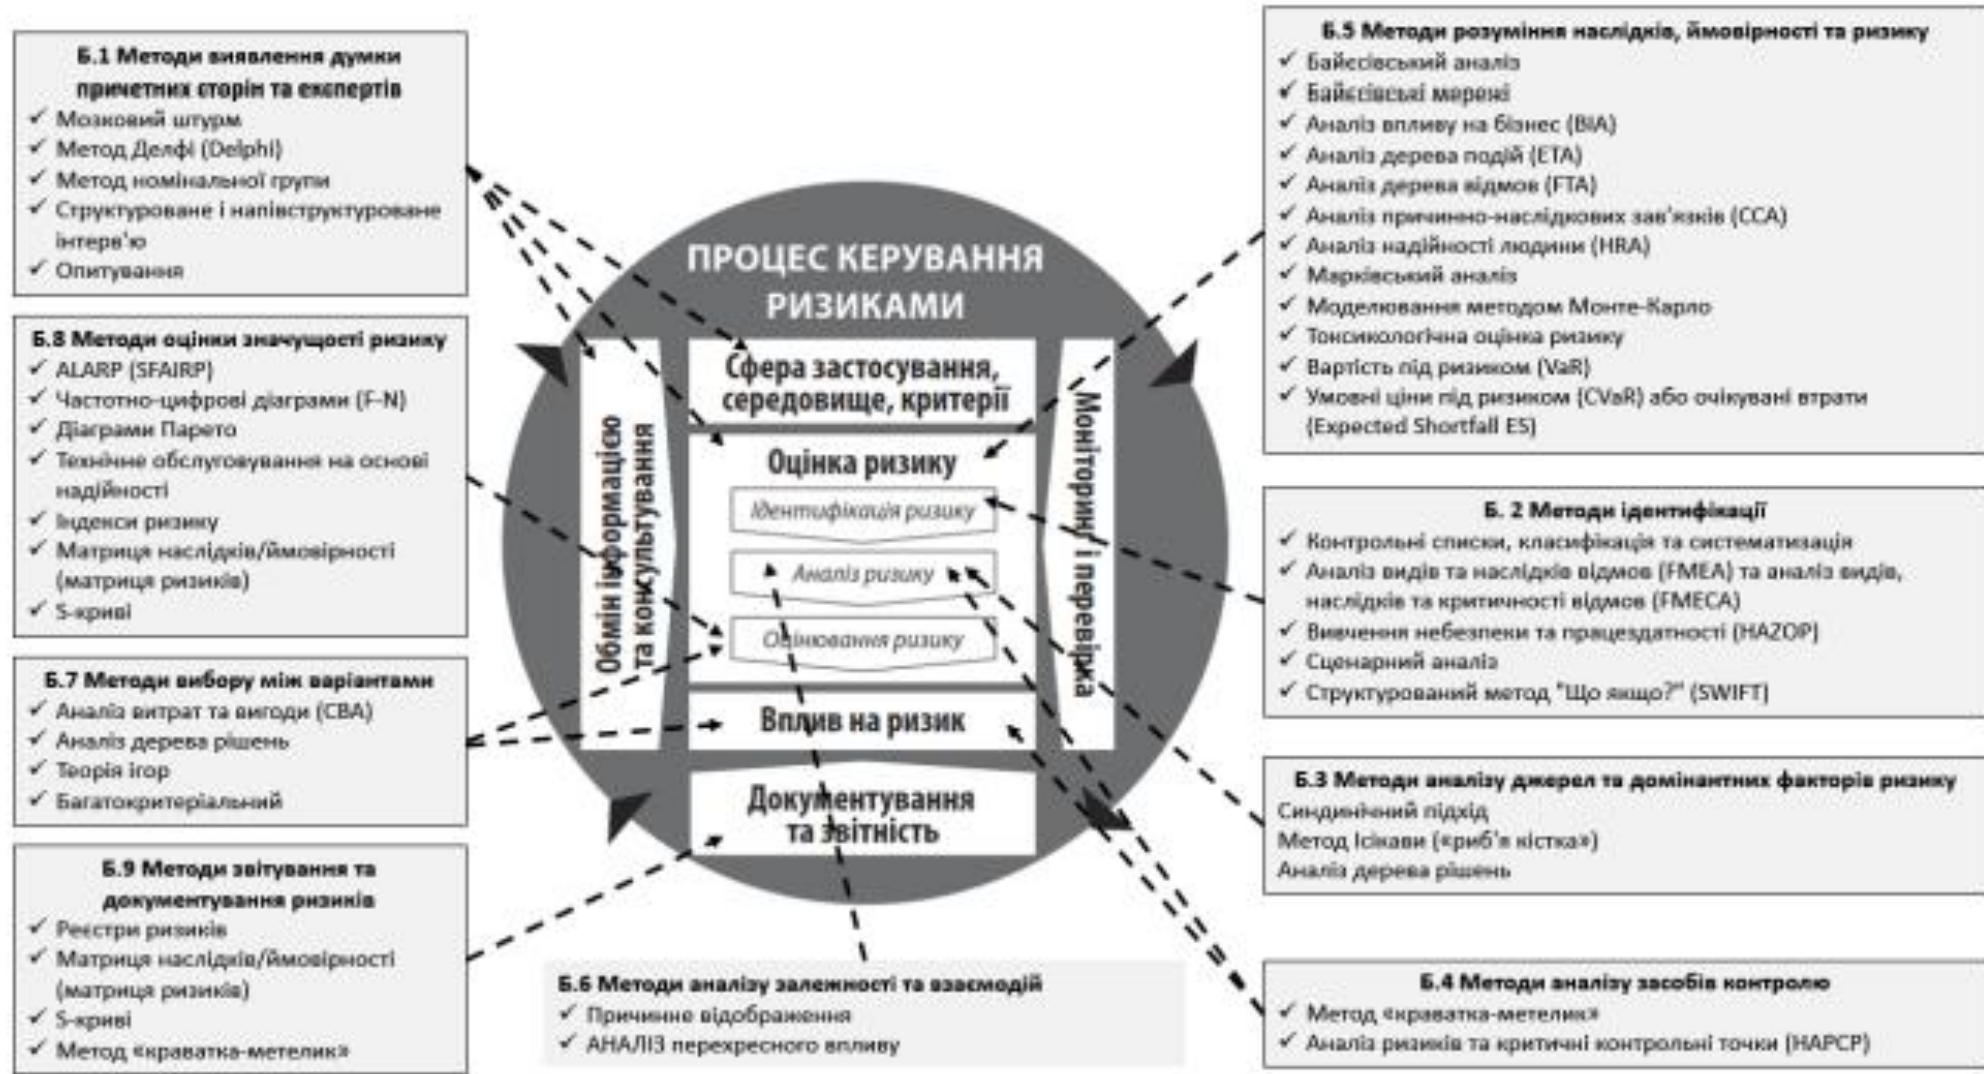 Б.1 Методи виявлення думки
причетних сторін та експертів
✓ Мозковий штурм
✓ Метод Делфі (Delphi)
✓ Метод номінальної групи
✓ Структуроване і напівструктуроване
інтерв'ю
✓ Опитування
Б.8 Методи оцінки значущості ризику
✓ ALARP (SFAIRP)
✓ Частотно-цифрові діаграми (F-N)
✓ Діаграми Парето
✓ Технічне обслуговування на основі
надійності
✓ Індекси ризику
✓ Матриця наслідків/ймовірності
(матриця ризиків)
✓ S-криві
Б.7 Методи вибору між варіантами
✓ Аналіз витрат та вигоди (CBA)
✓ Аналіз дерева рішень
✓ Теорія ігор
✓ Багатокритеріальний
Б.9 Методи звітування та
документування ризиків
✓ Реєстри ризиків
✓ Матриця наслідків/ймовірності
(матриця ризиків)
✓ S-криві
✓ Метод «краватка-метелик»
ПРОЦЕС КЕРУВАННЯ
РИЗИКАМИ
Обмін інформацією
та консультування
Сфера застосування,
середовище, критерії
Оцінка ризику
Ідентифікація ризику
Аналіз ризику
Оцінювання ризику
Вплив на ризик
Документування
та звітність
Моніторинг і перевірка
Б.6 Методи аналізу залежності та взаємодій
✓ Причинне відображення
✓ АНАЛІЗ перехресного впливу
Б.5 Методи розуміння наслідків, ймовірності та ризику
✓ Байєсівський аналіз
✓ Байєсівські мережі
✓ Аналіз впливу на бізнес (BIA)
✓ Аналіз дерева подій (ETA)
✓ Аналіз дерева відмов (FTA)
✓ Аналіз причинно-наслідкових зав'язків (CCA)
✓ Аналіз надійності людини (HRA)
✓ Марківський аналіз
✓ Моделювання методом Монте-Карло
✓ Токсикологічна оцінка ризику
✓ Вартість під ризиком (VaR)
✓ Умовні ціни під ризиком (CVaR) або очікувані втрати
(Expected Shortfall ES)
Б. 2 Методи ідентифікації
✓ Контрольні списки, класифікація та систематизація
✓ Аналіз видів та наслідків відмов (FMEA) та аналіз видів,
наслідків та критичності відмов (FMECA)
✓ Вивчення небезпеки та працездатності (HAZOP)
✓ Сценарний аналіз
✓ Структурований метод "Що якщо?" (SWIFT)
Б.3 Методи аналізу джерел та домінантних факторів ризику
Синдинічний підхід
Метод Ісікави («риб'я кістка»)
Аналіз дерева рішень
Б.4 Методи аналізу засобів контролю
✓ Метод «краватка-метелик»
✓ Аналіз ризиків та критичні контрольні точки (HAPCP)